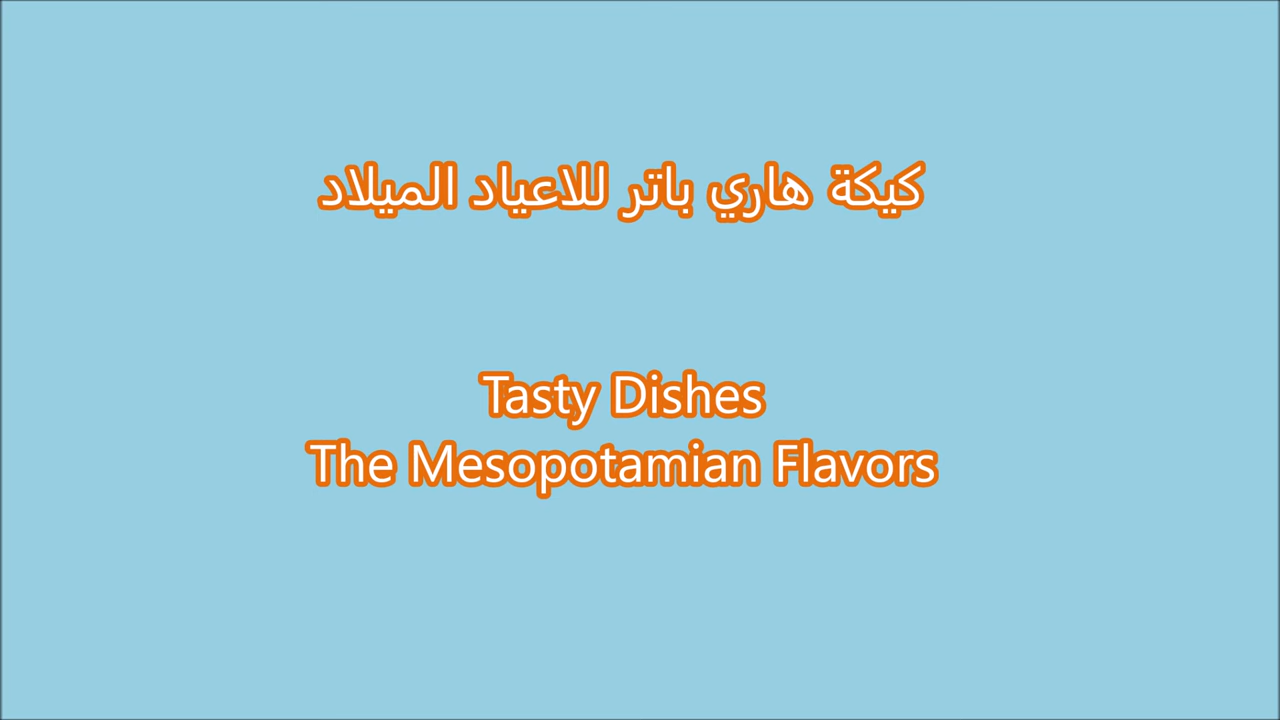 كيكة هاري باتر للاعياد الميلاد
Tasty Dishes
The Mesopotamian Flavors